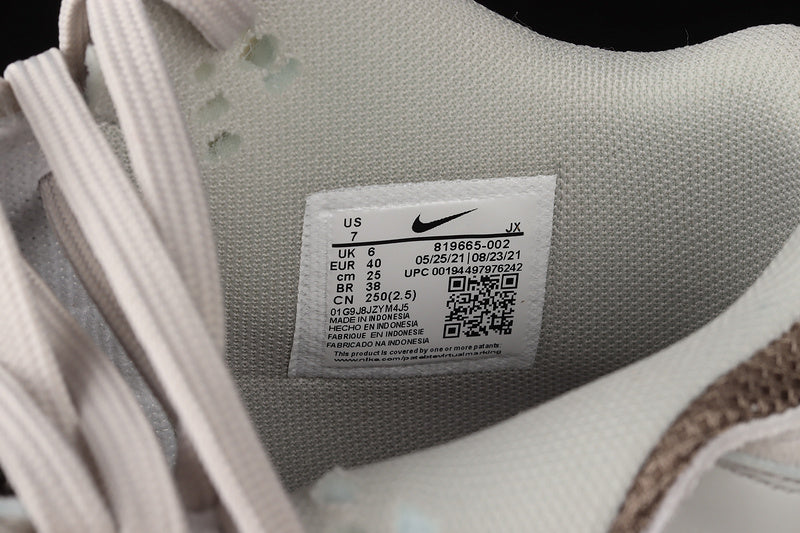 US
7
JX
UK 6
EUR 40
cm 25
BR 38
CN 250(2.5)
819665-002
05/25/21|08/23/21
UPC 00194497976242
01G9J8JZYM4J5
MADE IN INDONESIA
HECHO EN INDONESIA
FABRIQUE EN INDONESIE
FABRICADO NA INDONESIA
This product is covered by one or more patents: